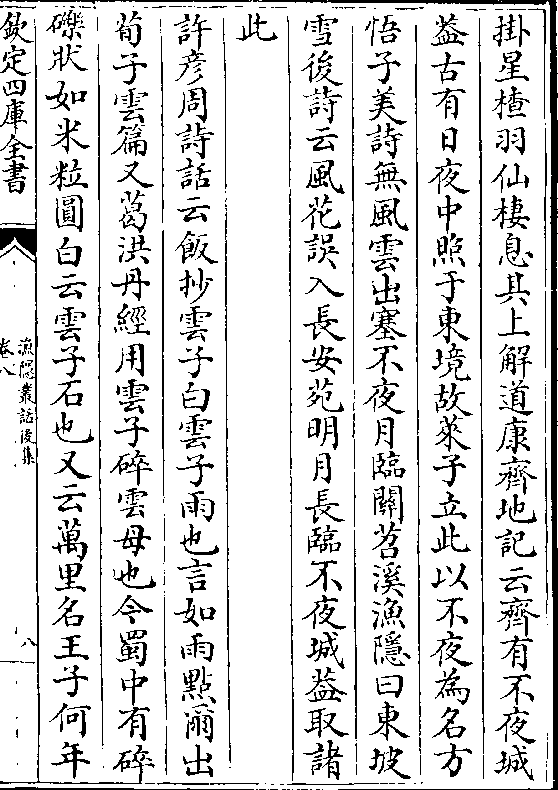 掛星楂羽仙棲息其上解道康齊地記云齊有不夜城
葢古有日夜中照于東境故萊子立此以不夜為名方
悟子美詩無風雲出塞不夜月臨關苕溪漁隱曰東坡
雪後詩云風花誤入長安苑明月長臨不夜城葢取諸
此
許彦周詩話云飯抄雲子白雲子雨也言如雨點爾出
荀子雲篇又葛洪丹經用雲子碎雲母也今蜀中有碎
礫狀如米粒圓白云雲子石也又云萬里名王子何年
欽定四庫全書
漁隱叢話後集
卷八
八